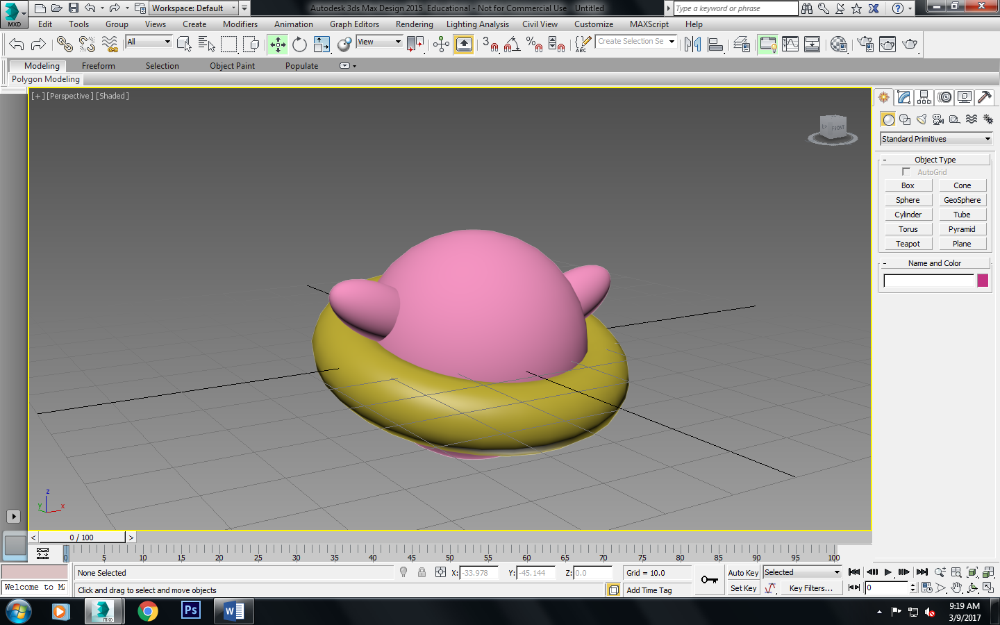 Workspace: Default
Autodesk 3ds Max Design 2015  Educational - Not for Commercial Use    Untitled
Type a keyword or phrase
MXD
Edit Tools Group Views Create Modifiers Animation Graph Editors Rendering Lighting Analysis Civil View Customize MAXScript Help
All View 3 % ABC Create Selection Se
Modeling Freeform Selection Object Paint Populate
Polygon Modeling
[ + ] [Perspective ] [Shaded ]
FRONT
Standard Primitives
- Object Type
AutoGrid
Box Cone
Sphere GeoSphere
Cylinder Tube
Torus Pyramid
Teapot Plane
- Name and Color
z
y x
< 0 / 100 >
0 5 10 15 20 25 30 35 40 45 50 55 60 65 70 75 80 85 90 95 100
None Selected X: -33.978 Y: -45.144 Z: 0.0 Grid = 10.0 Auto Key Selected
Welcome to MA Click and drag to select and move objects Add Time Tag Set Key Key Filters... 0
MXD Ps W 9:19 AM
3/9/2017